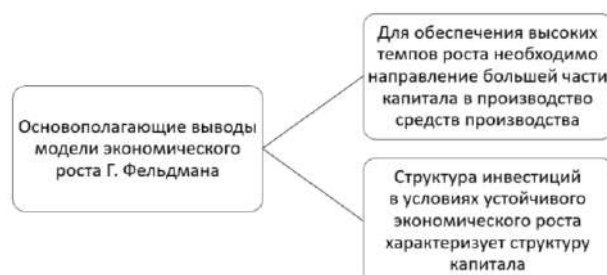 Основополагающие выводы
модели экономического
роста Г. Фельдмана
Для обеспечения высоких
темпов роста необходимо
направление большей части
капитала в производство
средств производства
Структура инвестиций
в условиях устойчивого
экономического роста
характеризует структуру
капитала